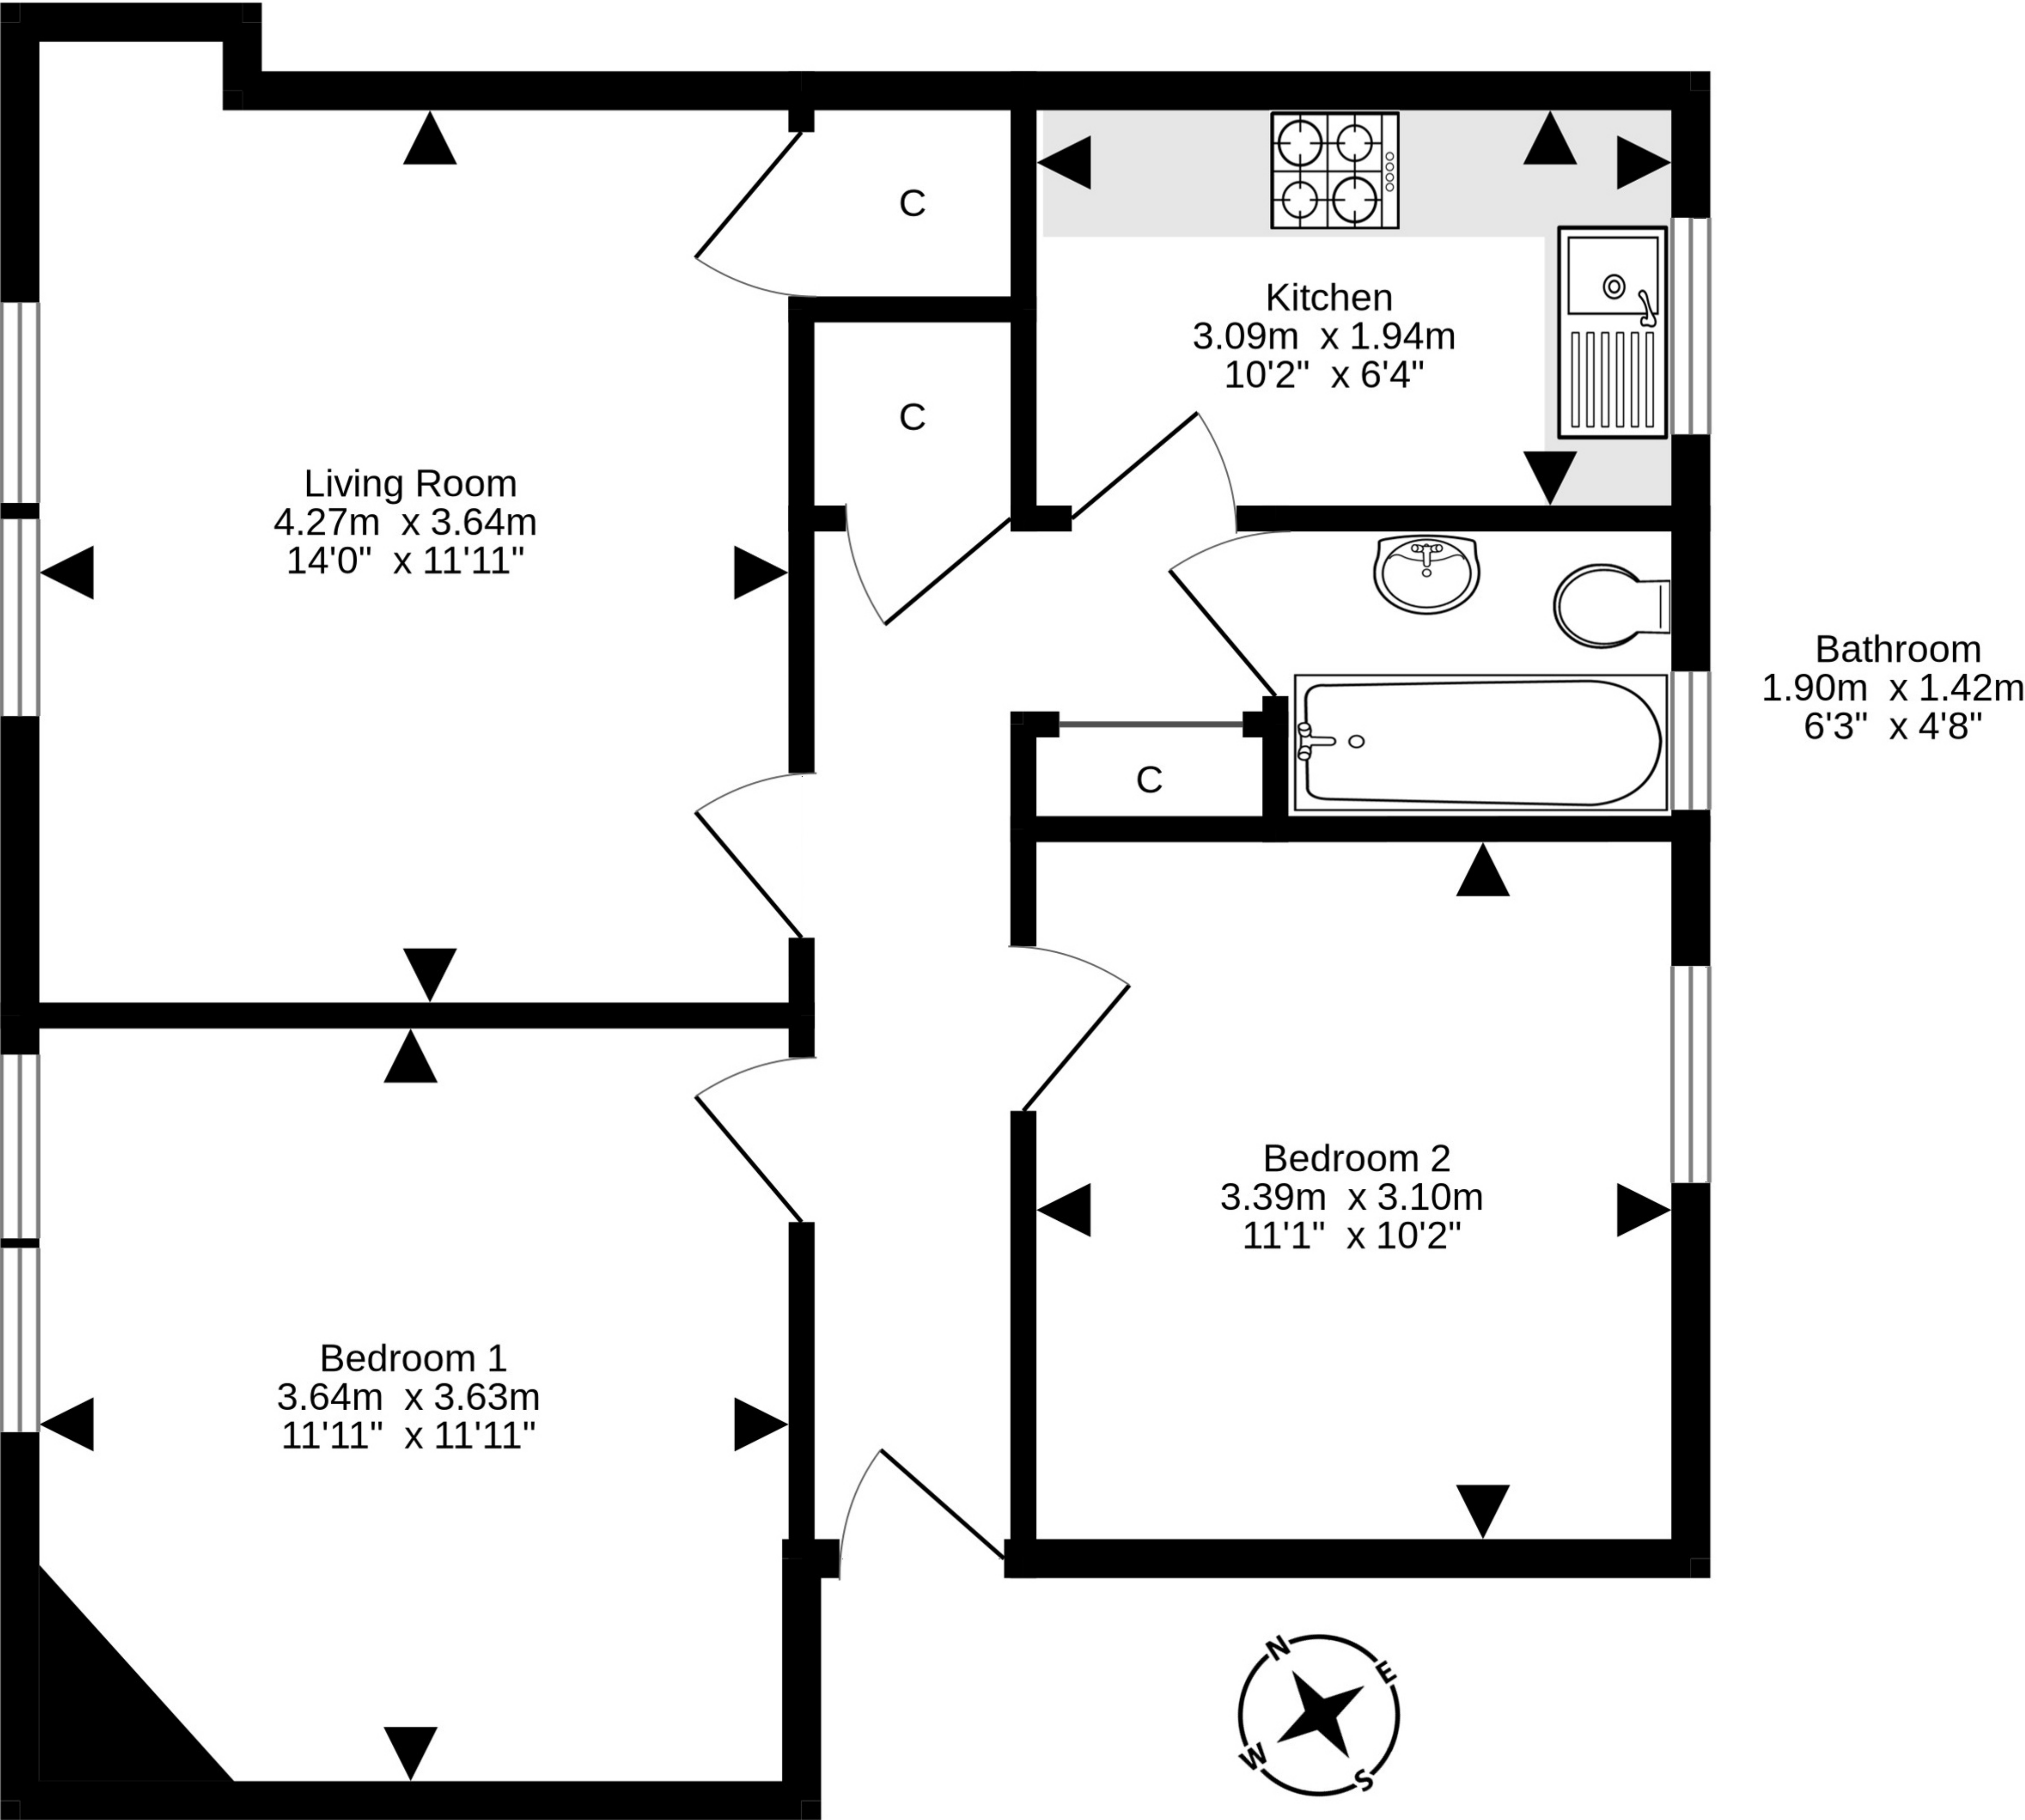 C
Kitchen
3.09m x 1.94m
10'2" x 6'4"
C
Living Room
4.27m x 3.64m
14'0" x 11'11"
Bathroom
1.90m x 1.42m
6'3" x 4'8"
C
Bedroom 2
3.39m x 3.10m
11'1" x 10'2"
Bedroom 1
3.64m x 3.63m
11'11" x 11'11"
N
E
W
S